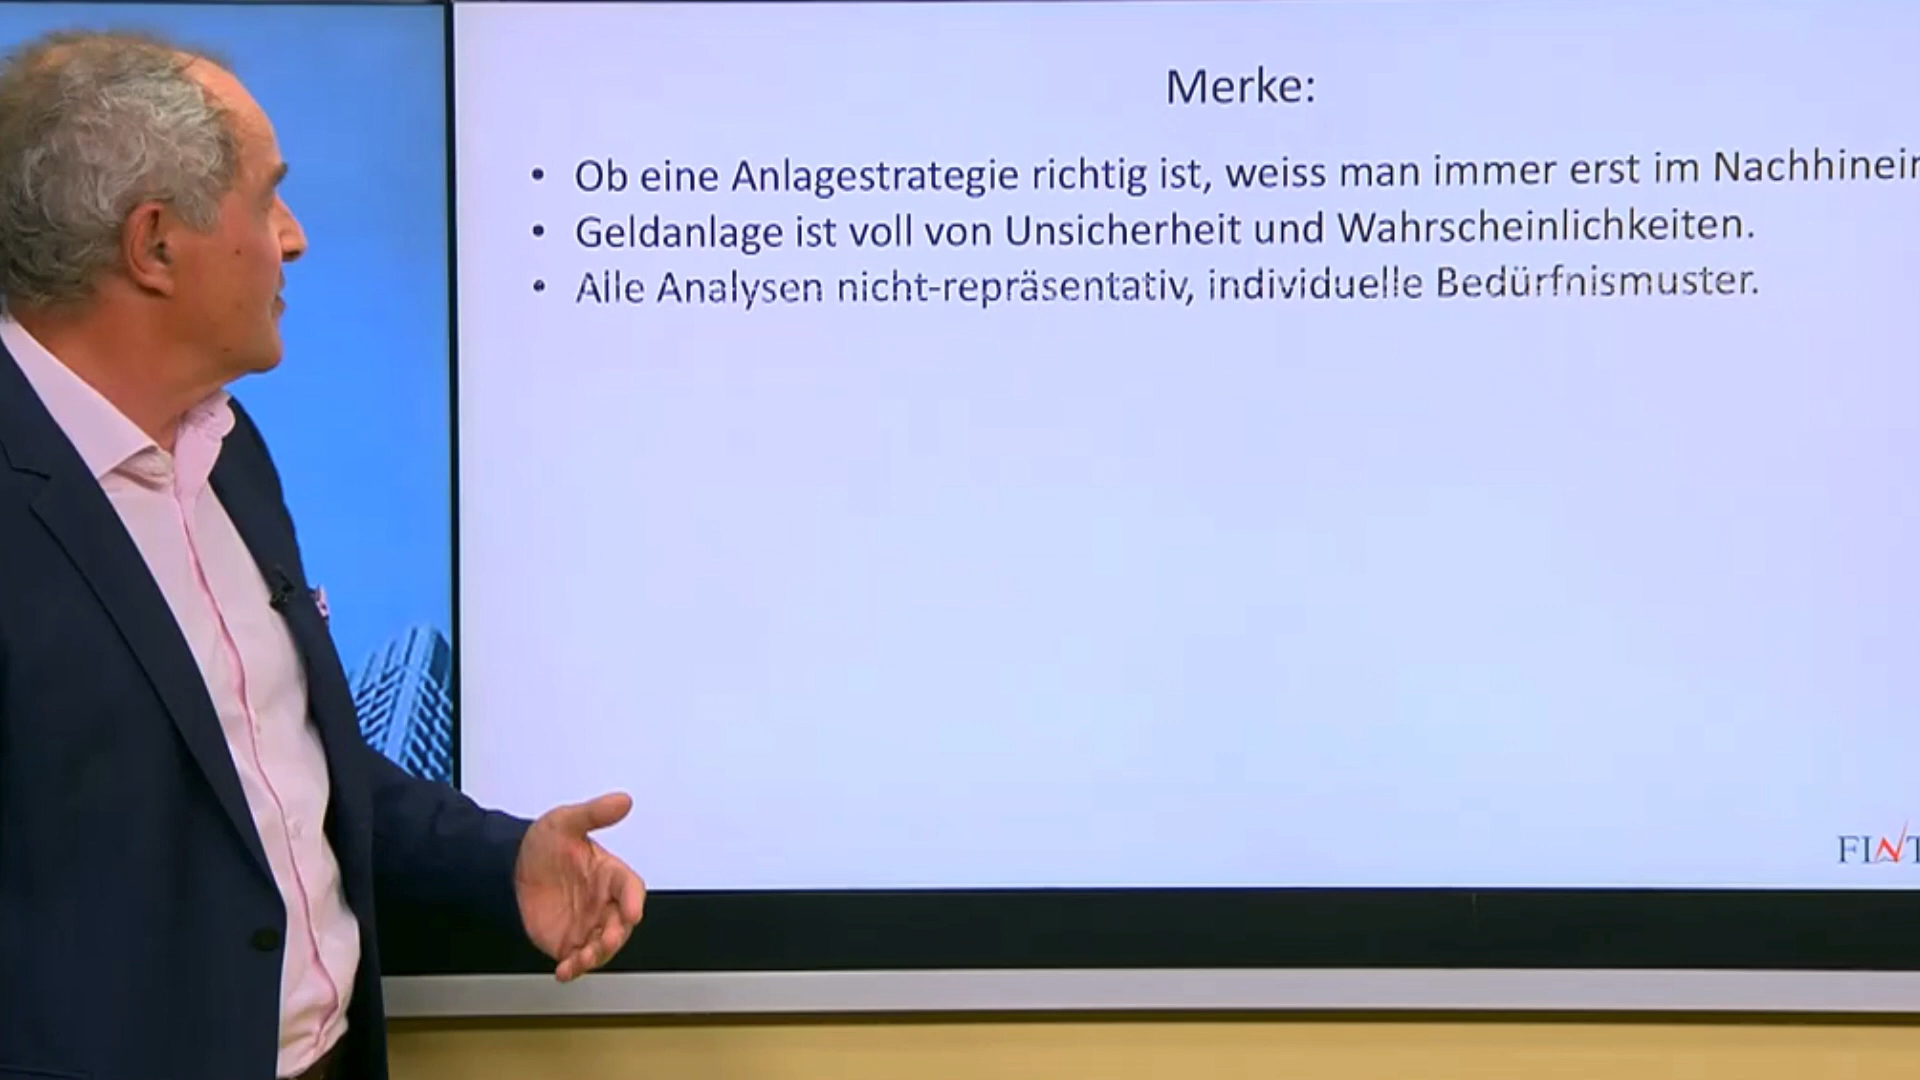 Merke:
• Ob eine Anlagestrategie richtig ist, weiss man immer erst im
• Geldanlage ist voll von Unsicherheit und Wahrscheinlichkeiten.
• Alle Analysen nicht-repräsentativ, individuelle Bedürfnismuster.